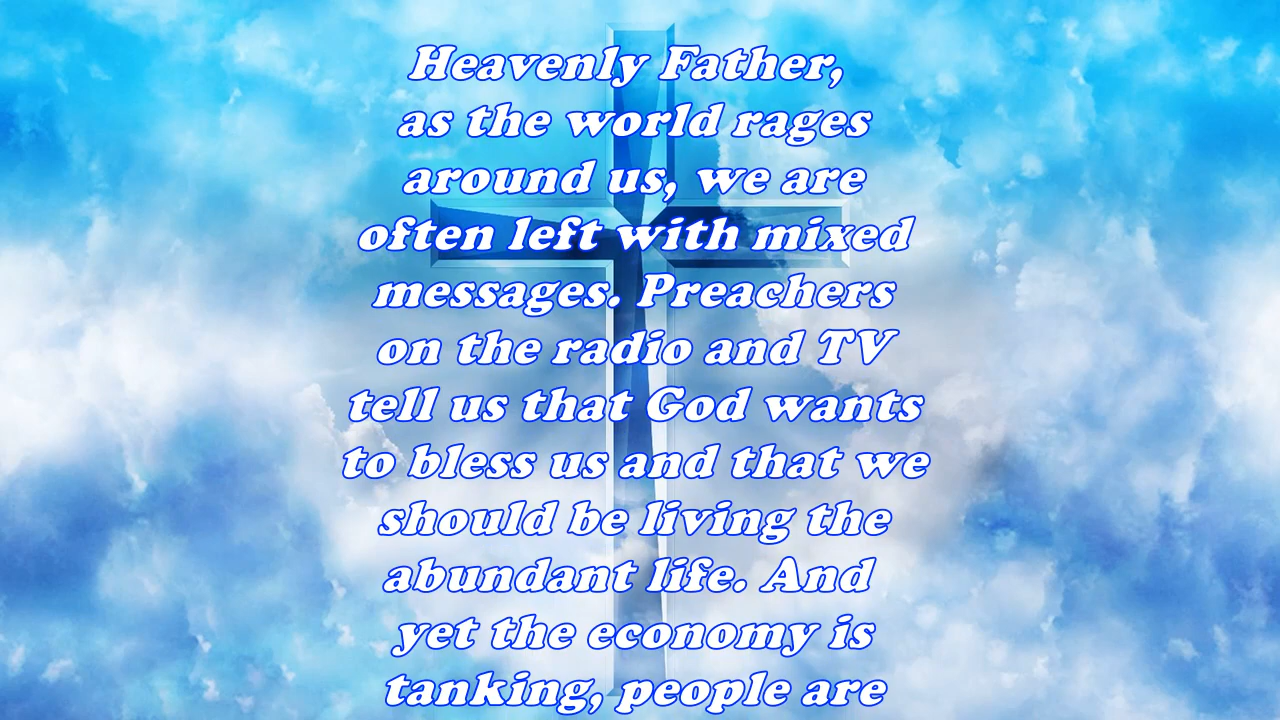 Heavenly Father,
as the world rages
around us, we are
often left with mixed
messages. Preachers
on the radio and TV
tell us that God wants
to bless us and that we
should be living the
abundant life. And
yet the economy is
tanking, people are